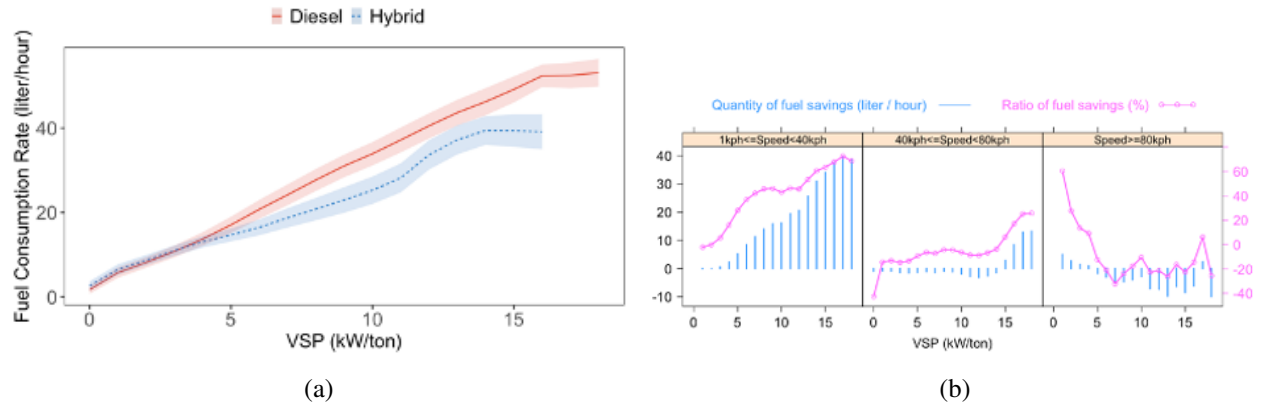 Diesel Hybrid
Fuel Consumption Rate (liter/hour)
40
20
0
0 5 10 15
VSP (kW/ton)
(a)
Quantity of fuel savings (liter / hour) Ratio of fuel savings (%)
1kph<=Speed<40kph 40kph<=Speed<80kph Speed>=80kph
40
30
20
10
0
-10
60
40
20
0
-20
-40
0 5 10 15 0 5 10 15 0 5 10 15
VSP (kW/ton)
(b)